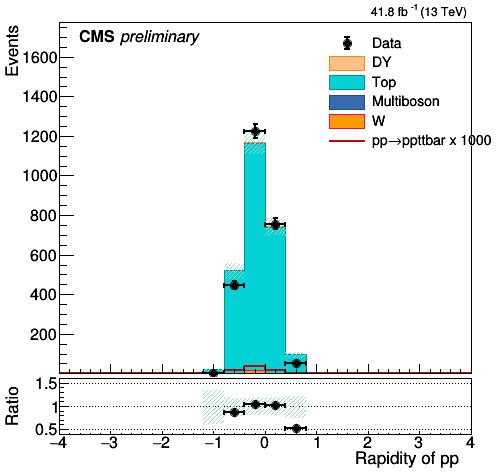 41.8 fb⁻¹ (13 TeV)
CMS preliminary
Events
1600
1400
1200
1000
800
600
400
200
Data
DY
Top
Multiboson
W
pp→ppttbar x 1000
Ratio
1.5
1
0.5
−4 −3 −2 −1 0 1 2 3 4
Rapidity of pp